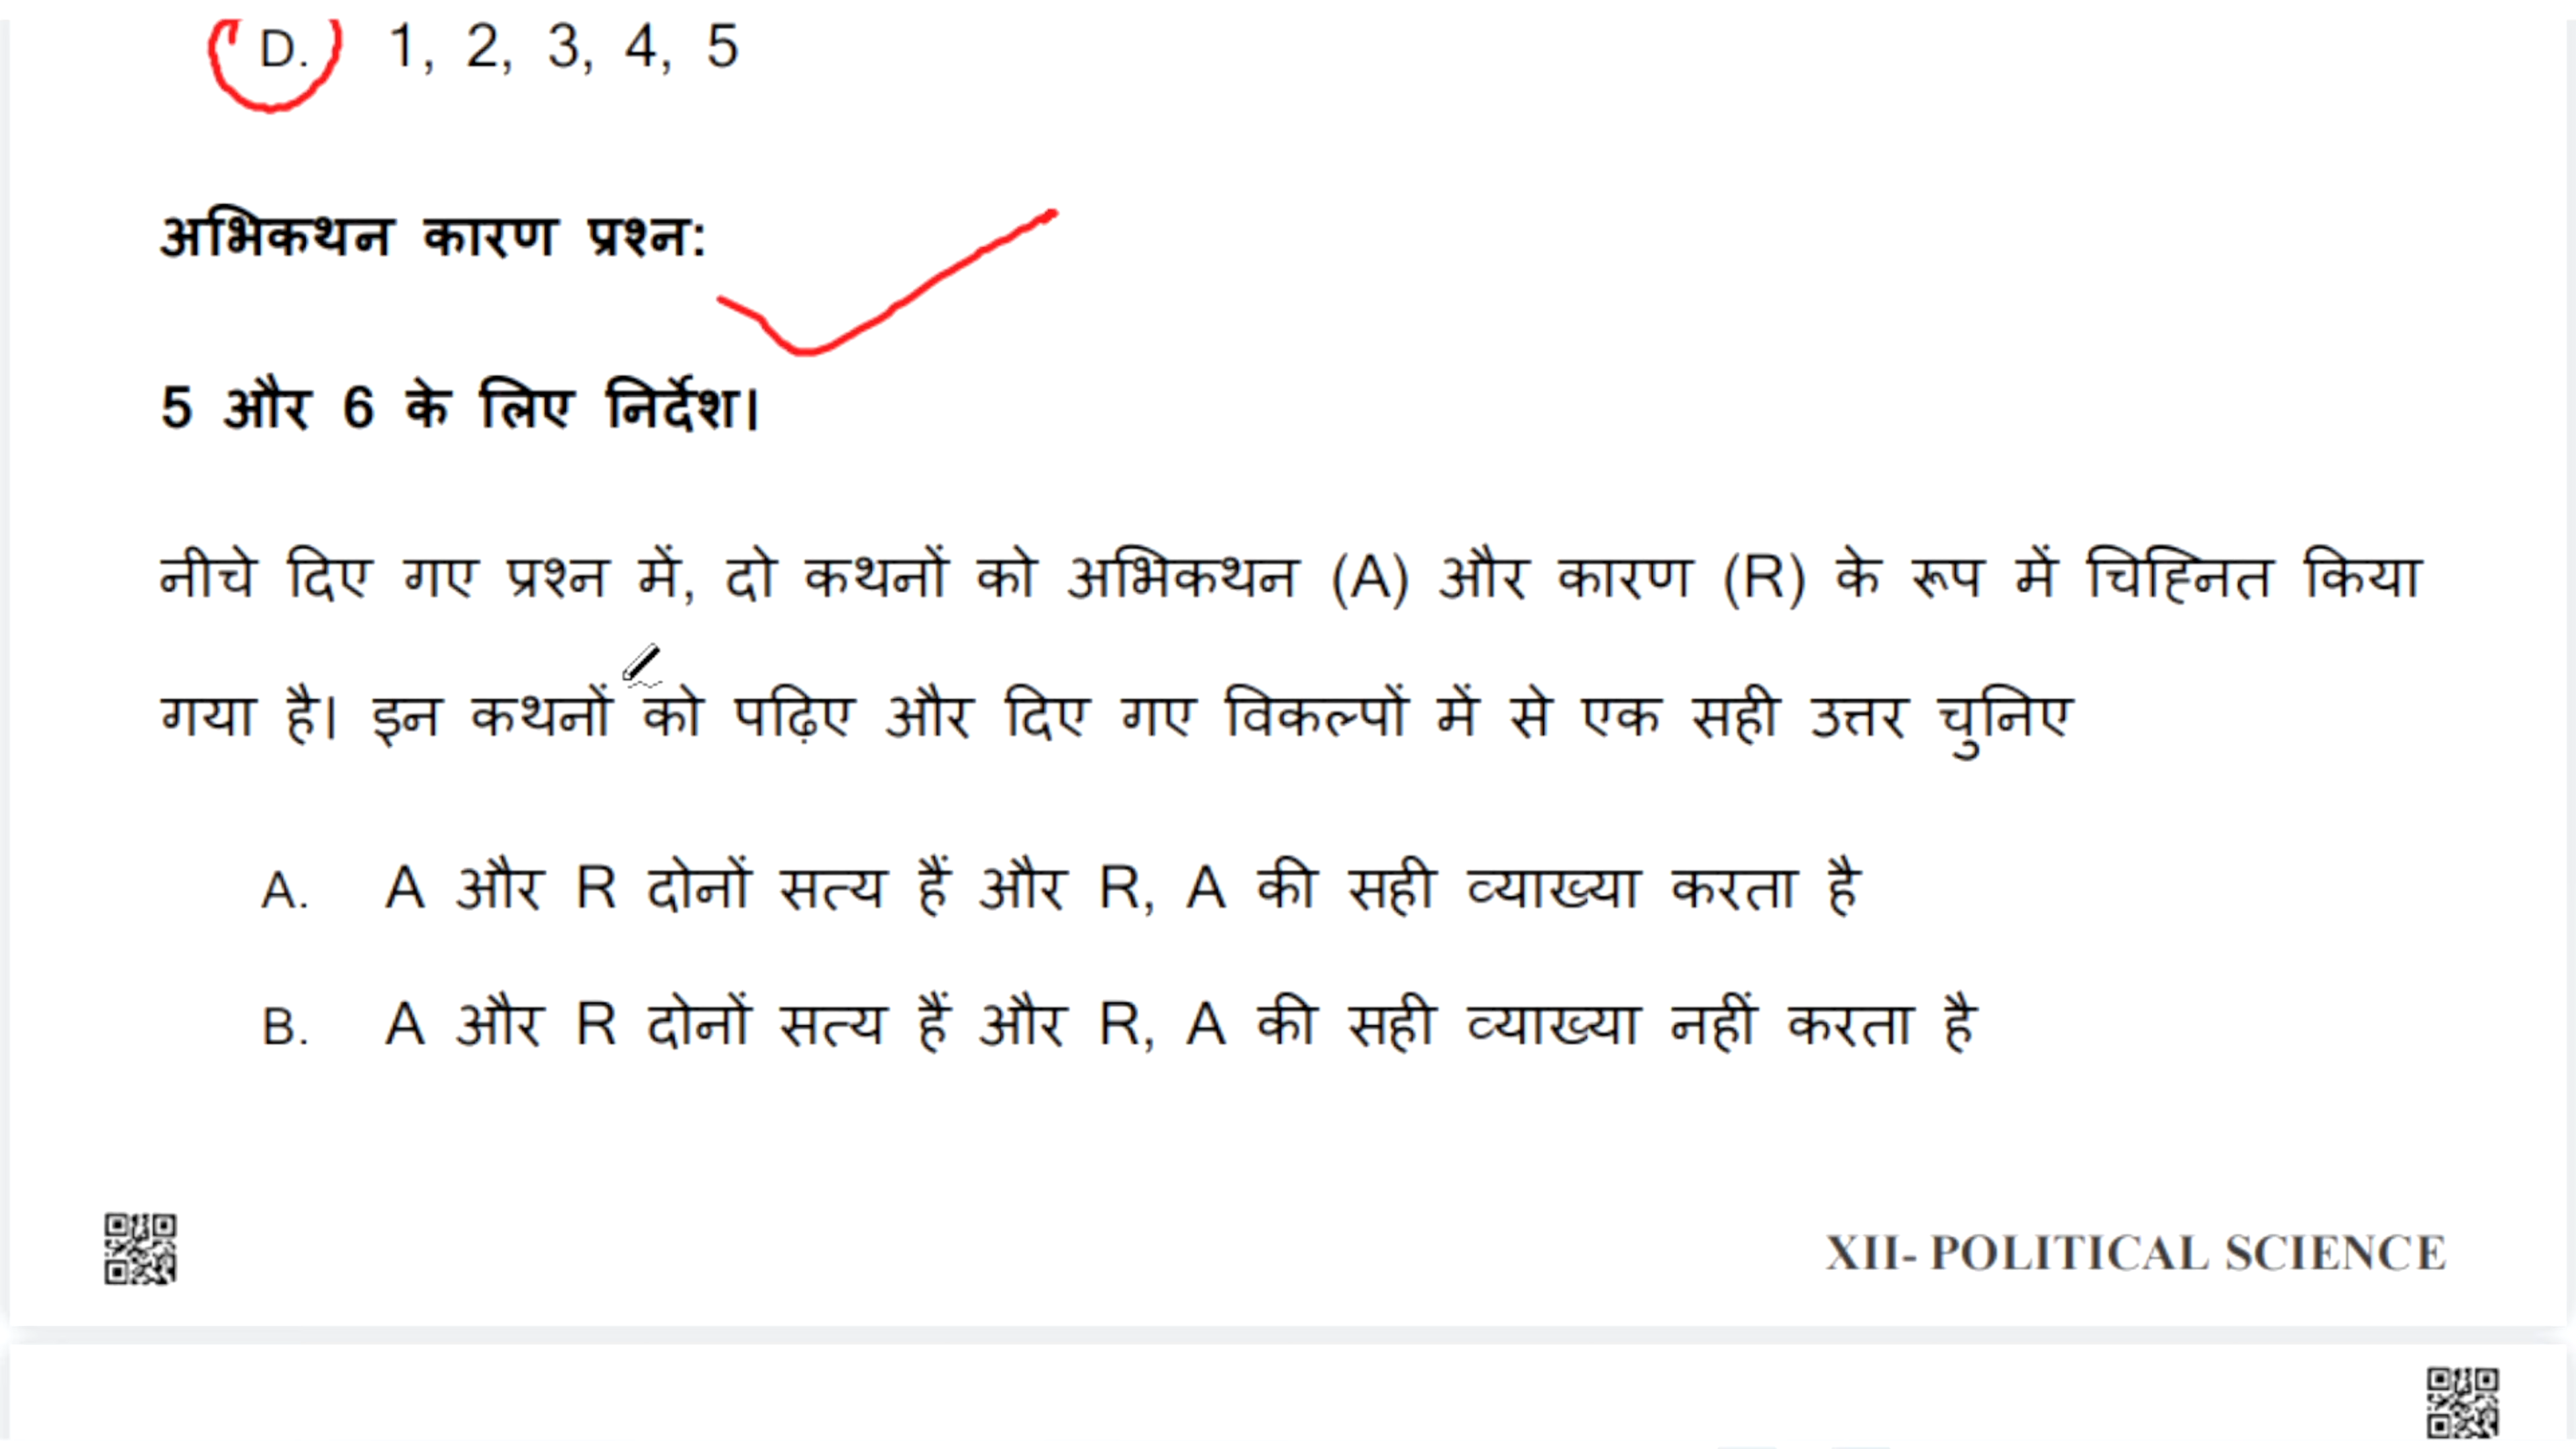 D. 1, 2, 3, 4, 5
अभिकथन कारण प्रश्न:
5 और 6 के लिए निर्देश।
नीचे दिए गए प्रश्न में, दो कथनों को अभिकथन (A) और कारण (R) के रूप में चिह्नित किया
गया है। इन कथनों को पढ़िए और दिए गए विकल्पों में से एक सही उत्तर चुनिए
A. A और R दोनों सत्य हैं और R, A की सही व्याख्या करता है
B. A और R दोनों सत्य हैं और R, A की सही व्याख्या नहीं करता है
XII- POLITICAL SCIENCE